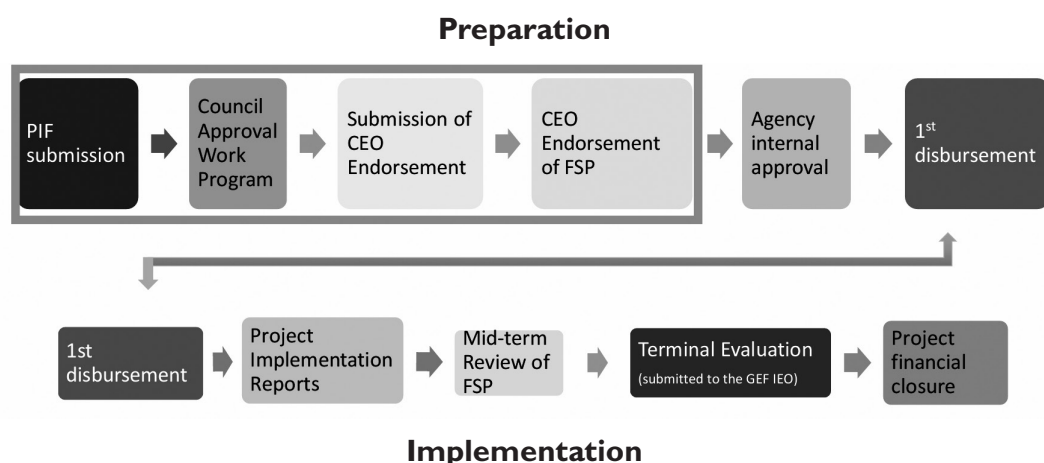 Preparation
PIF
submission
Council
Approval
Work
Program
Submission of
CEO
Endorsement
CEO
Endorsement
of FSP
Agency
internal
approval
1st
disbursement
1st
disbursement
Project
Implementation
Reports
Mid-term
Review of
FSP
Terminal Evaluation
(submitted to the GEF IEO)
Project
financial
closure
Implementation